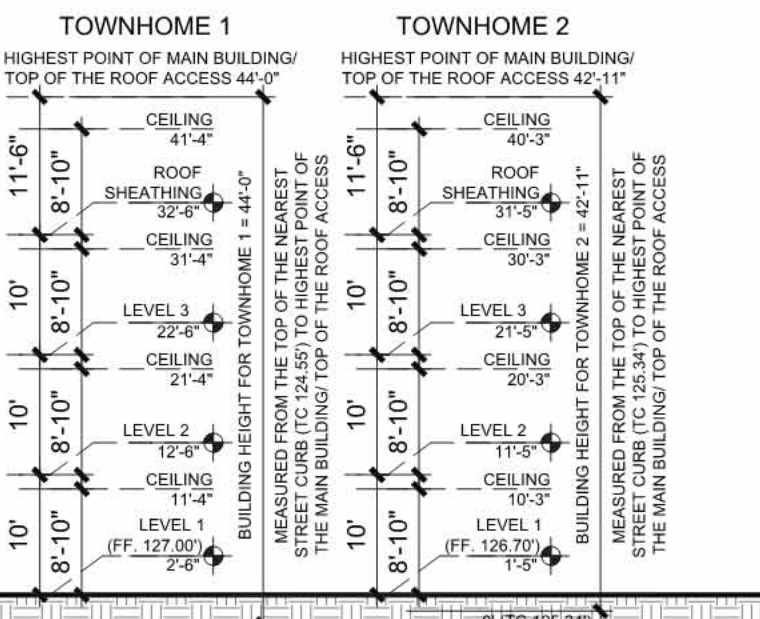 TOWNHOME 1
HIGHEST POINT OF MAIN BUILDING/
TOP OF THE ROOF ACCESS 44'-0"
CEILING
41'-4"
ROOF
SHEATHING
32'-6"
CEILING
31'-4"
LEVEL 3
22'-6"
CEILING
21'-4"
LEVEL 2
12'-6"
CEILING
11'-4"
LEVEL 1
(FF. 127.00')
2'-6"
11'-6"
10'
10'
10'
8'-10"
8'-10"
8'-10"
8'-10"
BUILDING HEIGHT FOR TOWNHOME 1 = 44'-0"
MEASURED FROM THE TOP OF THE NEAREST
STREET CURB (TC 124.55') TO HIGHEST POINT OF
THE MAIN BUILDING/ TOP OF THE ROOF ACCESS
TOWNHOME 2
HIGHEST POINT OF MAIN BUILDING/
TOP OF THE ROOF ACCESS 42'-11"
CEILING
40'-3"
ROOF
SHEATHING
31'-5"
CEILING
30'-3"
LEVEL 3
21'-5"
CEILING
20'-3"
LEVEL 2
11'-5"
CEILING
10'-3"
LEVEL 1
(FF. 126.70')
1'-5"
11'-6"
10'
10'
10'
8'-10"
8'-10"
8'-10"
8'-10"
BUILDING HEIGHT FOR TOWNHOME 2 = 42'-11"
MEASURED FROM THE TOP OF THE NEAREST
STREET CURB (TC 125.34') TO HIGHEST POINT OF
THE MAIN BUILDING/ TOP OF THE ROOF ACCESS